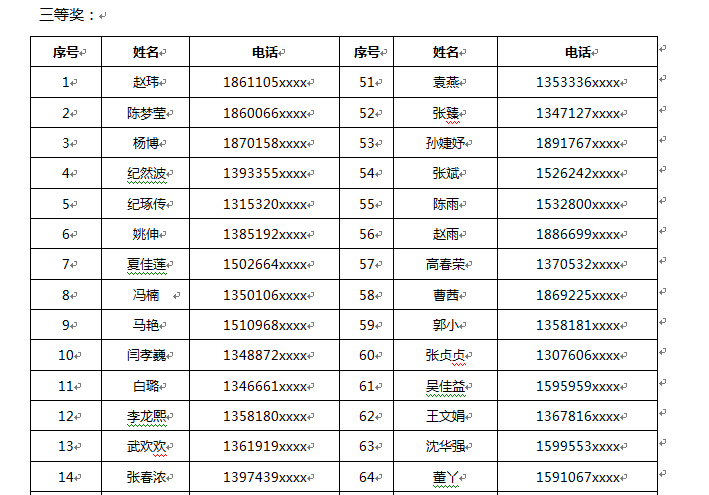 三等奖：
序号 姓名 电话 序号 姓名 电话
1 赵玮 1861105xxxx 51 袁燕 1353336xxxx
2 陈梦莹 1860066xxxx 52 张臻 1347127xxxx
3 杨博 1870158xxxx 53 孙婕妤 1891767xxxx
4 纪然波 1393355xxxx 54 张斌 1526242xxxx
5 纪琢传 1315320xxxx 55 陈雨 1532800xxxx
6 姚伸 1385192xxxx 56 赵雨 1886699xxxx
7 夏佳莲 1502664xxxx 57 高春荣 1370532xxxx
8 冯楠 1350106xxxx 58 曹茜 1869225xxxx
9 马艳 1510968xxxx 59 郭小 1358181xxxx
10 闫孝巍 1348872xxxx 60 张贞贞 1307606xxxx
11 白璐 1346661xxxx 61 吴佳益 1595959xxxx
12 李龙熙 1358180xxxx 62 王文娟 1367816xxxx
13 武欢欢 1361919xxxx 63 沈华强 1599553xxxx
14 张春浓 1397439xxxx 64 董丫 1591067xxxx